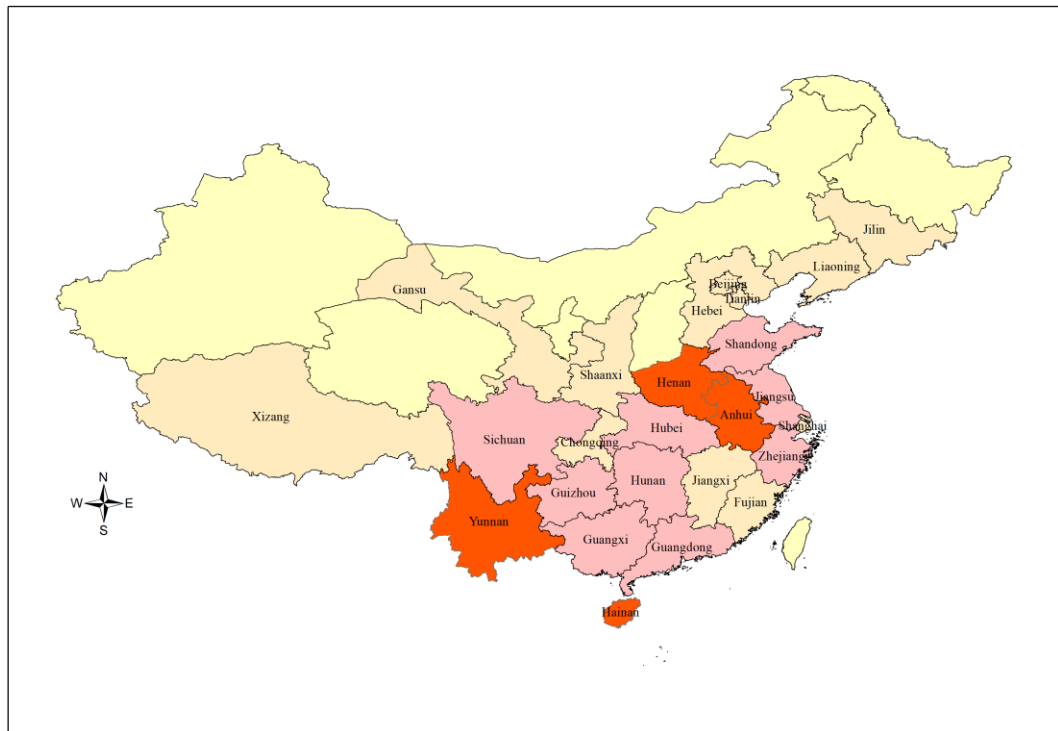 Jilin
Liaoning
Beijing
Tianjin
Gansu
Hebei
Shandong
Shaanxi
Henan
Jiangsu
Anhui
Xizang
Shanghai
Hubei
Sichuan
Chongqing
Zhejiang
Jiangxi
Hunan
Guizhou
Fujian
N
W E
S
Yunnan
Guangxi
Guangdong
Hainan